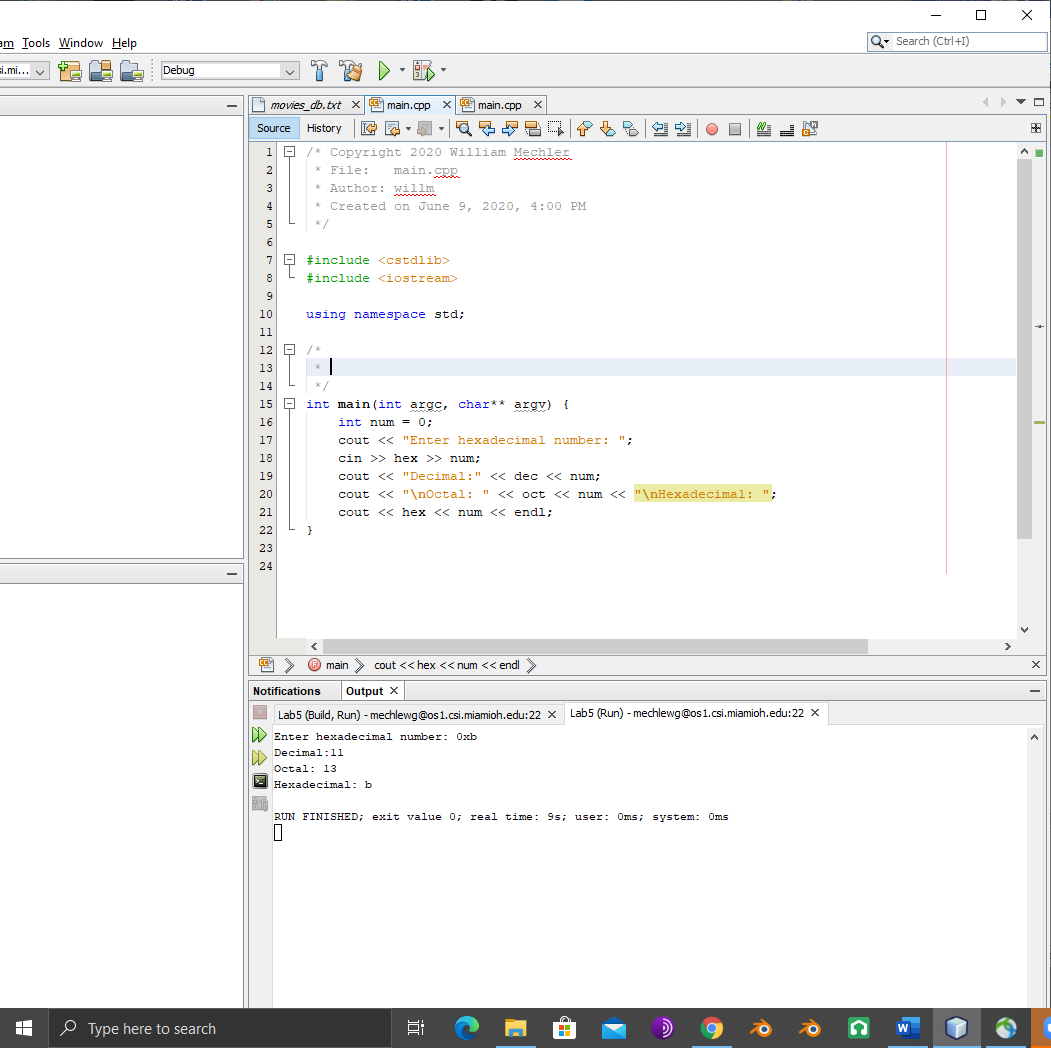 am Tools Window Help
Search (Ctrl+I)
si.mi... Debug
movies_db.txt main.cpp main.cpp
Source History
1 /* Copyright 2020 William Mechler
2 * File:   main.cpp
3 * Author: willm
4 * Created on June 9, 2020, 4:00 PM
5 */
6
7 #include <cstdlib>
8 #include <iostream>
9
10 using namespace std;
11
12 /*
13 *
14 */
15 int main(int argc, char** argv) {
16 int num = 0;
17 cout << "Enter hexadecimal number: ";
18 cin >> hex >> num;
19 cout << "Decimal:" << dec << num;
20 cout << "\nOctal: " << oct << num << "\nHexadecimal: ";
21 cout << hex << num << endl;
22 }
23
24
main cout << hex << num << endl
Notifications Output
Lab5 (Build, Run) - mechlewg@os1.csi.miamioh.edu:22 Lab5 (Run) - mechlewg@os1.csi.miamioh.edu:22
Enter hexadecimal number: 0xb
Decimal:11
Octal: 13
Hexadecimal: b
RUN FINISHED; exit value 0; real time: 9s; user: 0ms; system: 0ms
Type here to search